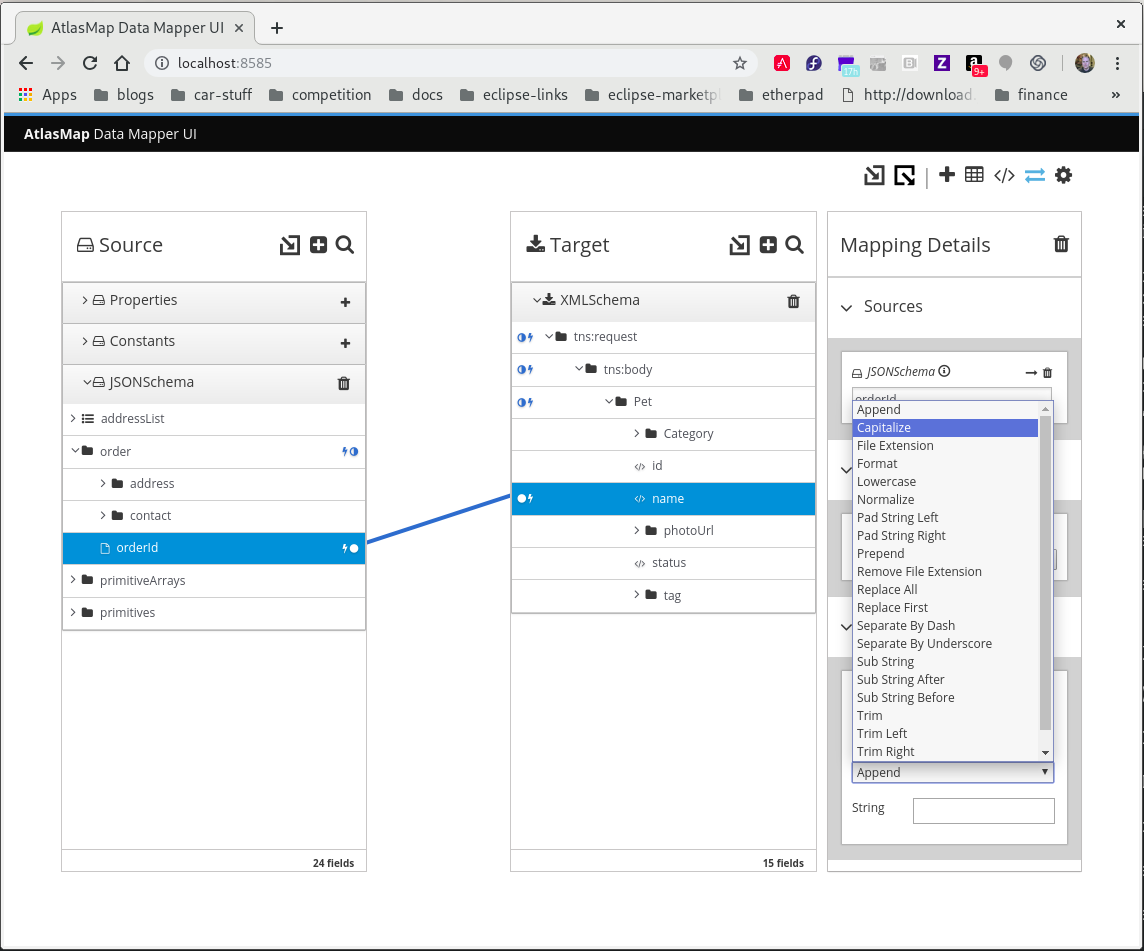 AtlasMap Data Mapper UI
localhost:8585
17h
9+
Apps blogs car-stuff competition docs eclipse-links eclipse-marketpl etherpad http://download. finance »
AtlasMap Data Mapper UI
Source
Properties
Constants
JSONSchema
addressList
order
address
contact
orderId
primitiveArrays
primitives
24 fields
Target
XMLSchema
tns:request
tns:body
Pet
Category
id
name
photoUrl
status
tag
15 fields
Mapping Details
Sources
JSONSchema
orderId
Append
Capitalize
File Extension
Format
Lowercase
Normalize
Pad String Left
Pad String Right
Prepend
Remove File Extension
Replace All
Replace First
Separate By Dash
Separate By Underscore
Sub String
Sub String After
Sub String Before
Trim
Trim Left
Trim Right
Append
String